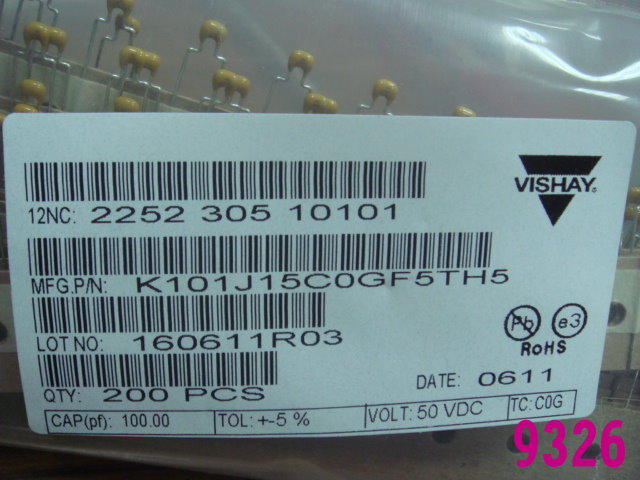 VISHAY
12NC: 2252 305 10101
MFG.P/N: K101J15C0GF5TH5
LOT NO: 160611R03
Pb e3
RoHS
QTY: 200 PCS DATE: 0611
CAP(pf): 100.00 TOL: +-5 % VOLT: 50 VDC TC: C0G
9326